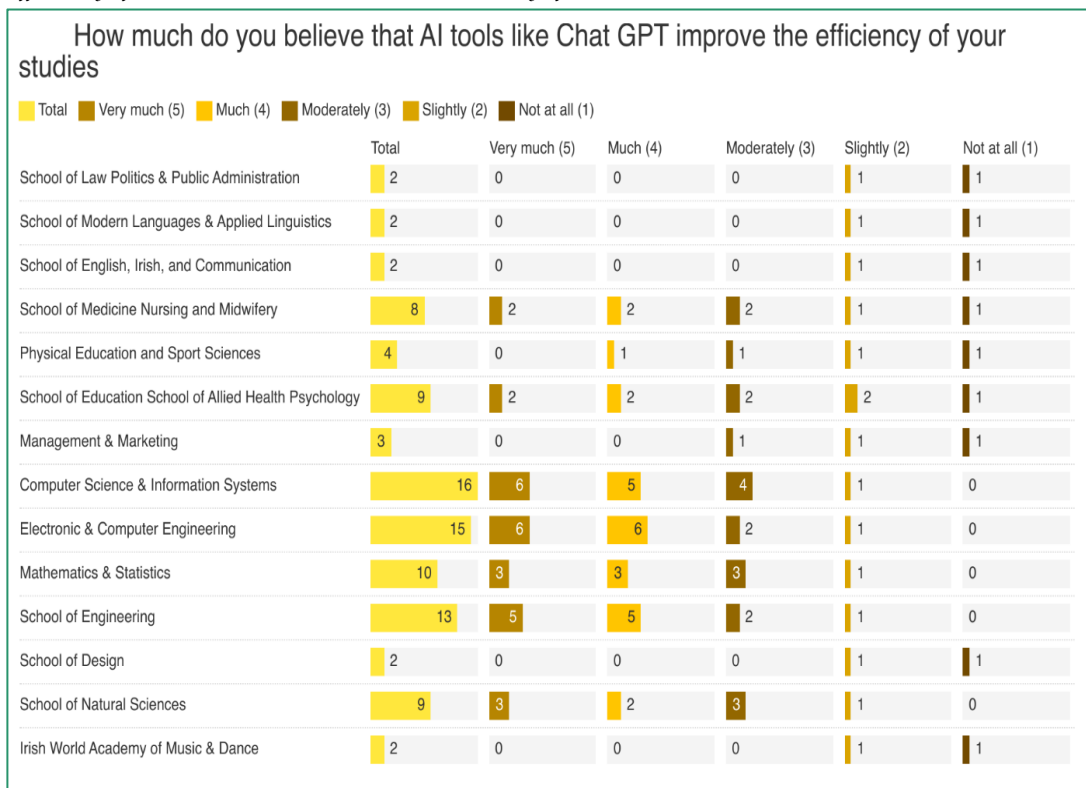 How much do you believe that AI tools like Chat GPT improve the efficiency of your
studies
Total Very much (5) Much (4) Moderately (3) Slightly (2) Not at all (1)
Total Very much (5) Much (4) Moderately (3) Slightly (2) Not at all (1)
School of Law Politics & Public Administration 2 0 0 0 1 1
School of Modern Languages & Applied Linguistics 2 0 0 0 1 1
School of English, Irish, and Communication 2 0 0 0 1 1
School of Medicine Nursing and Midwifery 8 2 2 2 1 1
Physical Education and Sport Sciences 4 0 1 1 1 1
School of Education School of Allied Health Psychology 9 2 2 2 2 1
Management & Marketing 3 0 0 1 1 1
Computer Science & Information Systems 16 6 5 4 1 0
Electronic & Computer Engineering 15 6 6 2 1 0
Mathematics & Statistics 10 3 3 3 1 0
School of Engineering 13 5 5 2 1 0
School of Design 2 0 0 0 1 1
School of Natural Sciences 9 3 2 3 1 0
Irish World Academy of Music & Dance 2 0 0 0 1 1